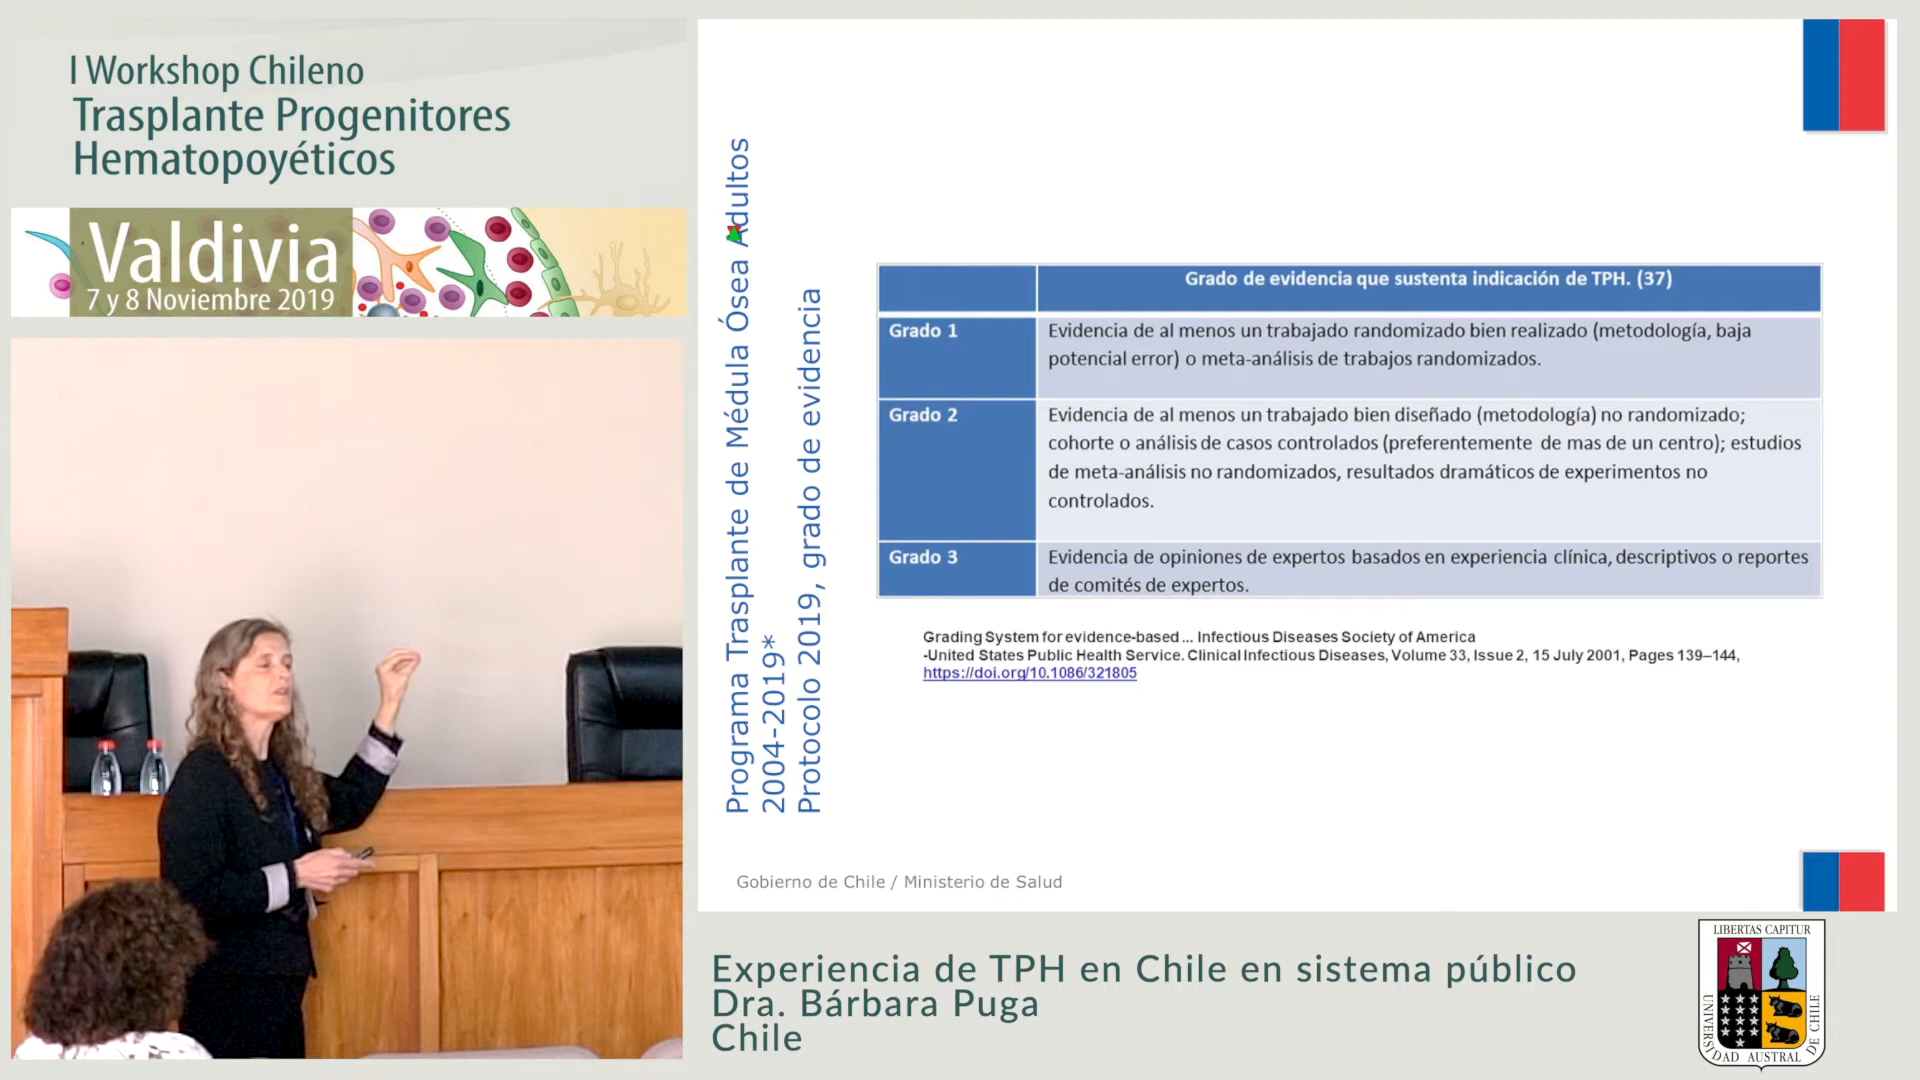 I Workshop Chileno
Trasplante Progenitores
Hematopoyéticos
Valdivia
7 y 8 Noviembre 2019
Programa Trasplante de Médula Ósea Adultos
2004-2019*
Protocolo 2019, grado de evidencia
Grado de evidencia que sustenta indicación de TPH. (37)
Grado 1
Evidencia de al menos un trabajado randomizado bien realizado (metodología, baja
potencial error) o meta-análisis de trabajos randomizados.
Grado 2
Evidencia de al menos un trabajado bien diseñado (metodología) no randomizado;
cohorte o análisis de casos controlados (preferentemente de mas de un centro); estudios
de meta-análisis no randomizados, resultados dramáticos de experimentos no
controlados.
Grado 3
Evidencia de opiniones de expertos basados en experiencia clínica, descriptivos o reportes
de comités de expertos.
Grading System for evidence-based ... Infectious Diseases Society of America
-United States Public Health Service. Clinical Infectious Diseases, Volume 33, Issue 2, 15 July 2001, Pages 139–144,
https://doi.org/10.1086/321805
Gobierno de Chile / Ministerio de Salud
Experiencia de TPH en Chile en sistema público
Dra. Bárbara Puga
Chile
LIBERTAS CAPITUR
UNIVERSIDAD AUSTRAL DE CHILE